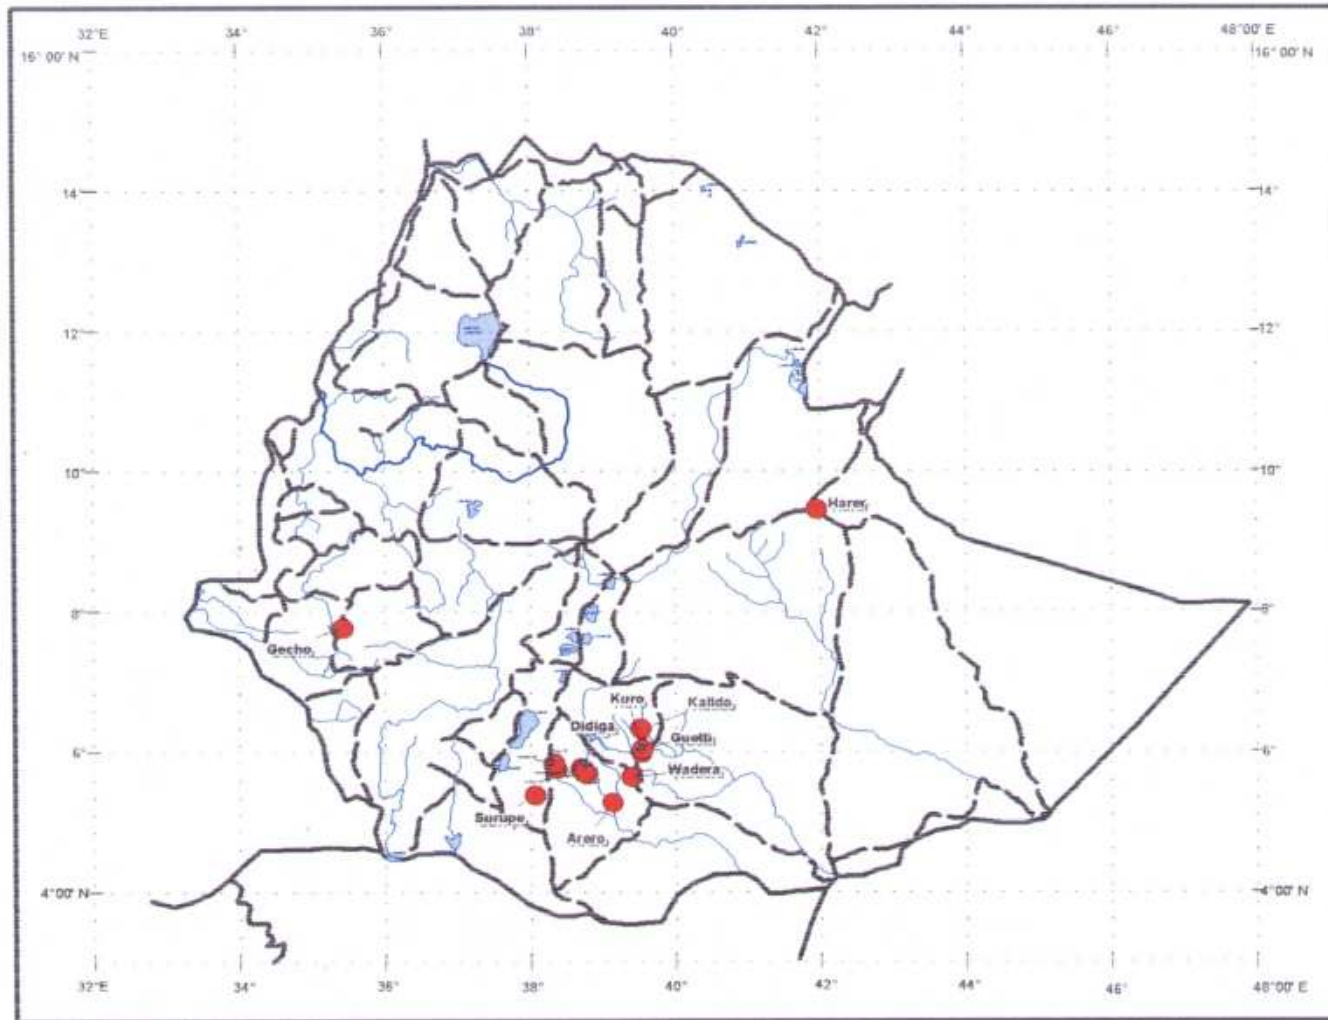 32°E 34° 36° 38° 40° 42° 44° 46° 48°00' E
16° 00' N 16° 00' N
14° 14°
12° 12°
10° 10°
Harer
8° 8°
Gecho
Kuro Kalido
Didiga Guetti
6° 6°
Wadera
Surupe
Arero
4°00' N 4°00' N
32°E 34° 36° 38° 40° 42° 44° 46° 48°00' E